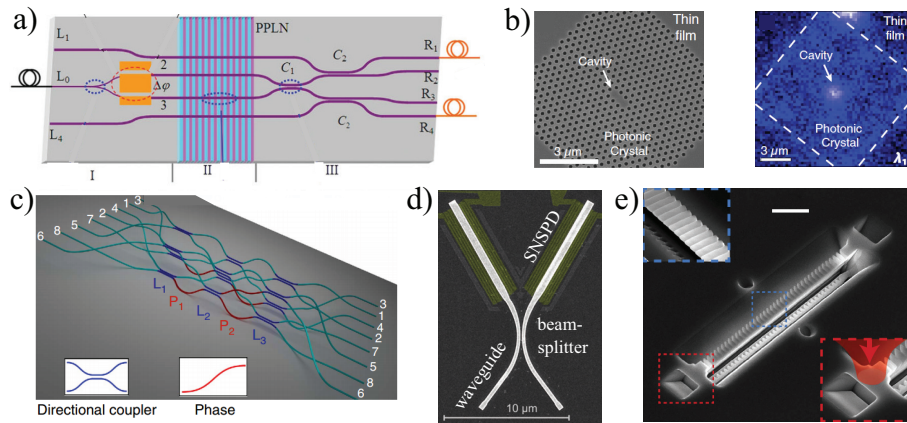 a)
L1
L0
L4
2
Δφ
3
PPLN
C1
C2
C2
R1
R2
R3
R4
I
II
III
b)
Thin
film
Cavity
Photonic
Crystal
3 μm
Thin
film
Cavity
Photonic
Crystal
3 μm
λ1
c)
6 8 5 7 2 4 1 3
L1
P1
L2
P2
L3
3
1
4
2
7
5
8
6
Directional coupler
Phase
d)
SNSPD
waveguide
beam-
splitter
10 μm
e)